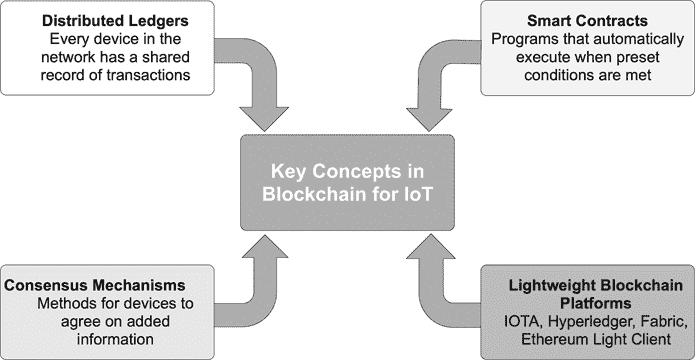 Distributed Ledgers
Every device in the
network has a shared
record of transactions
Smart Contracts
Programs that automatically
execute when preset
conditions are met
Key Concepts in
Blockchain for IoT
Consensus Mechanisms
Methods for devices to
agree on added
information
Lightweight Blockchain
Platforms
IOTA, Hyperledger, Fabric,
Ethereum Light Client